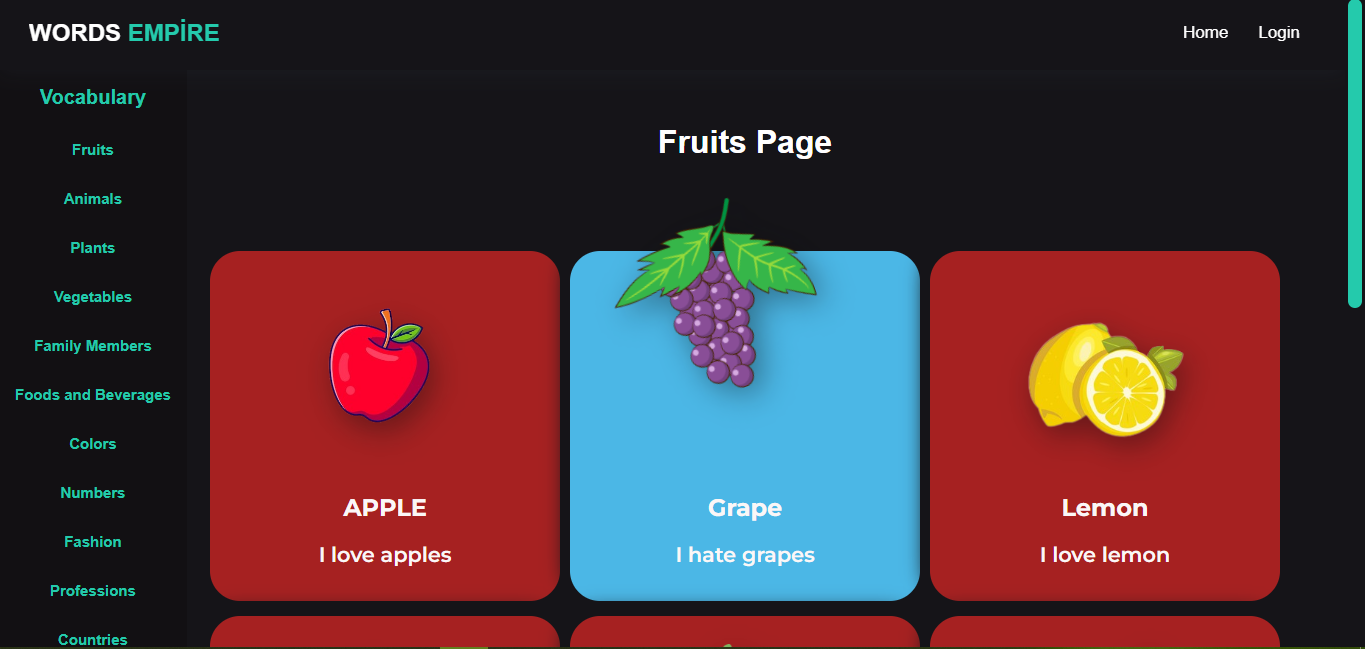 WORDS EMPİRE
Home
Login
Vocabulary
Fruits
Animals
Plants
Vegetables
Family Members
Foods and Beverages
Colors
Numbers
Fashion
Professions
Countries
Fruits Page
APPLE
I love apples
Grape
I hate grapes
Lemon
I love lemon